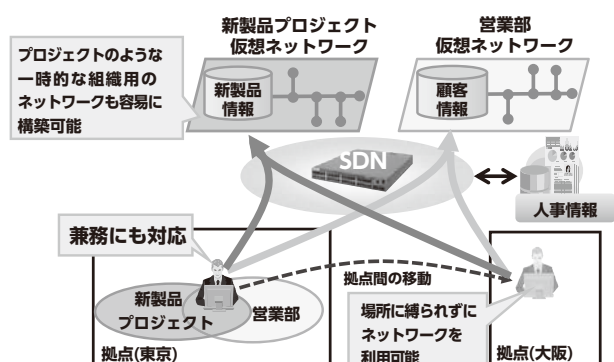 新製品プロジェクト
仮想ネットワーク
営業部
仮想ネットワーク
プロジェクトのような
一時的な組織用の
ネットワークも容易に
構築可能
新製品
情報
顧客
情報
SDN
人事情報
兼務にも対応
新製品
プロジェクト
営業部
拠点(東京)
拠点間の移動
場所に縛られずに
ネットワークを
利用可能
拠点(大阪)